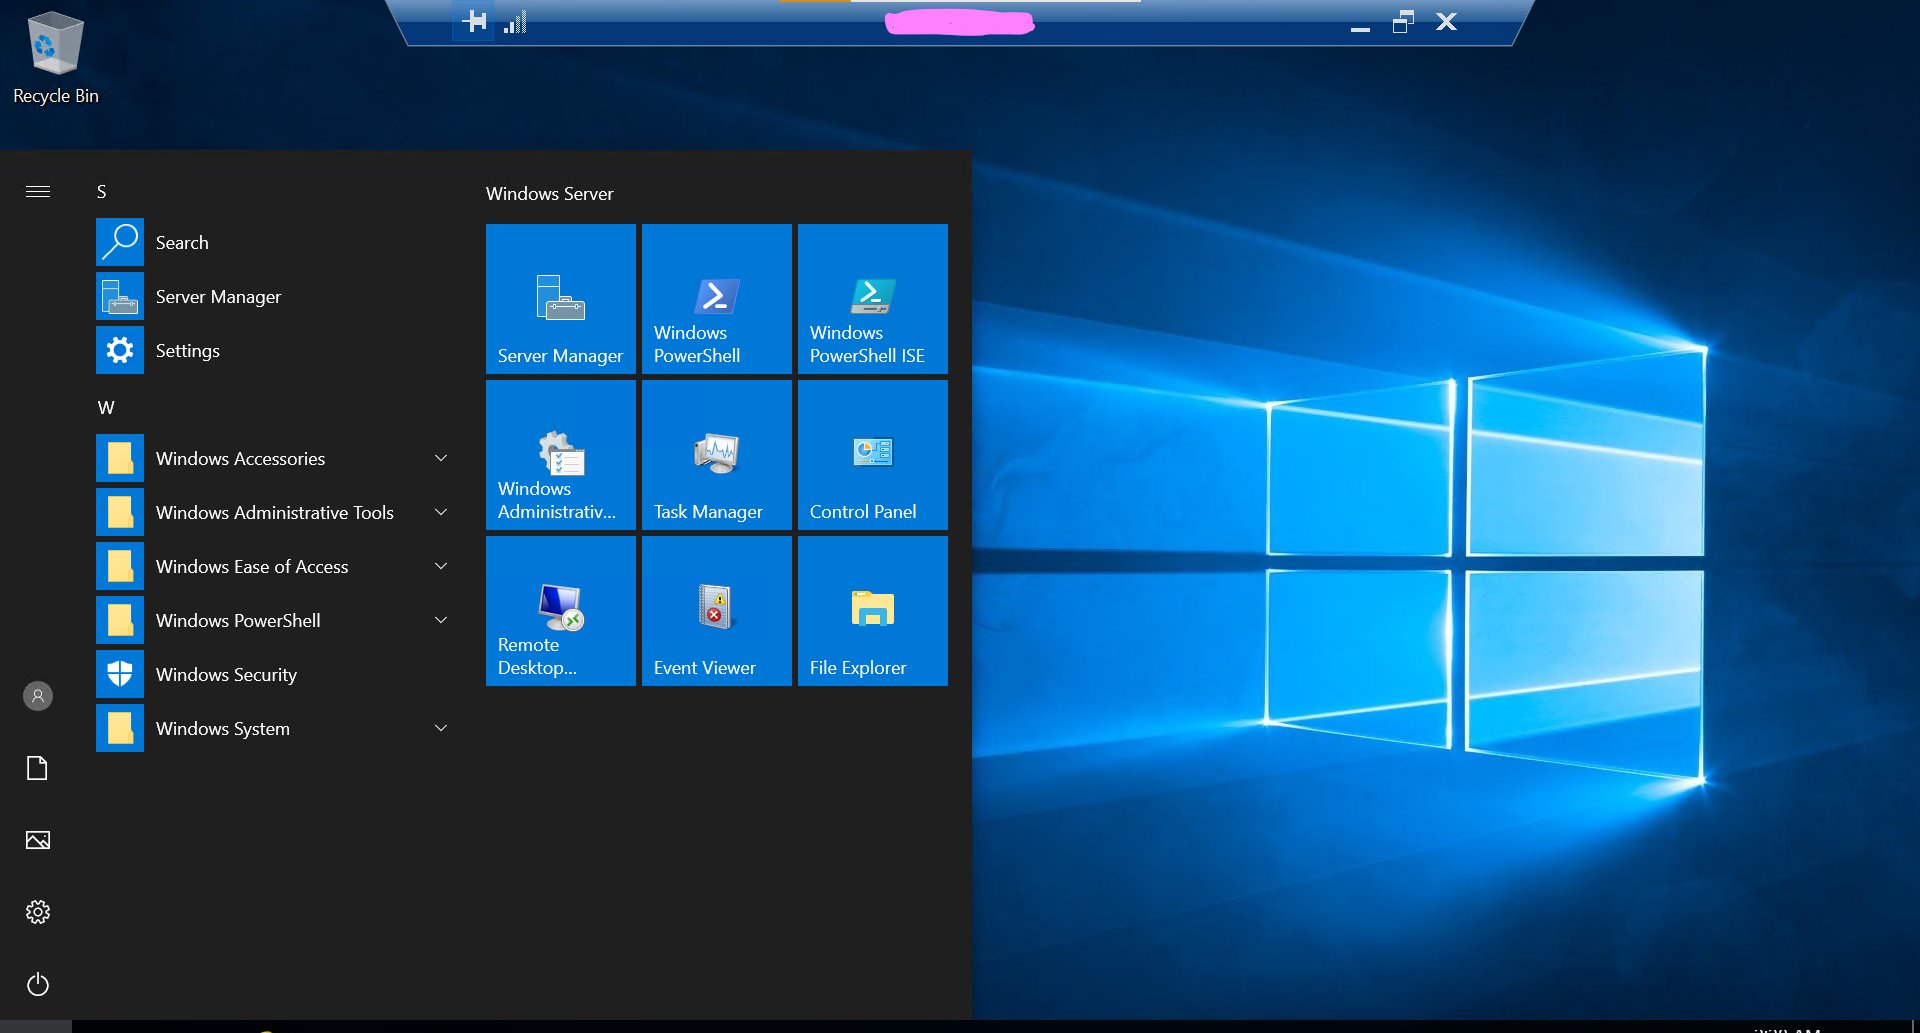 Recycle Bin
S
Search
Server Manager
Settings
W
Windows Accessories
Windows Administrative Tools
Windows Ease of Access
Windows PowerShell
Windows Security
Windows System
Windows Server
Server Manager
Windows
PowerShell
Windows
PowerShell ISE
Windows
Administrativ...
Task Manager
Control Panel
Remote
Desktop...
Event Viewer
File Explorer